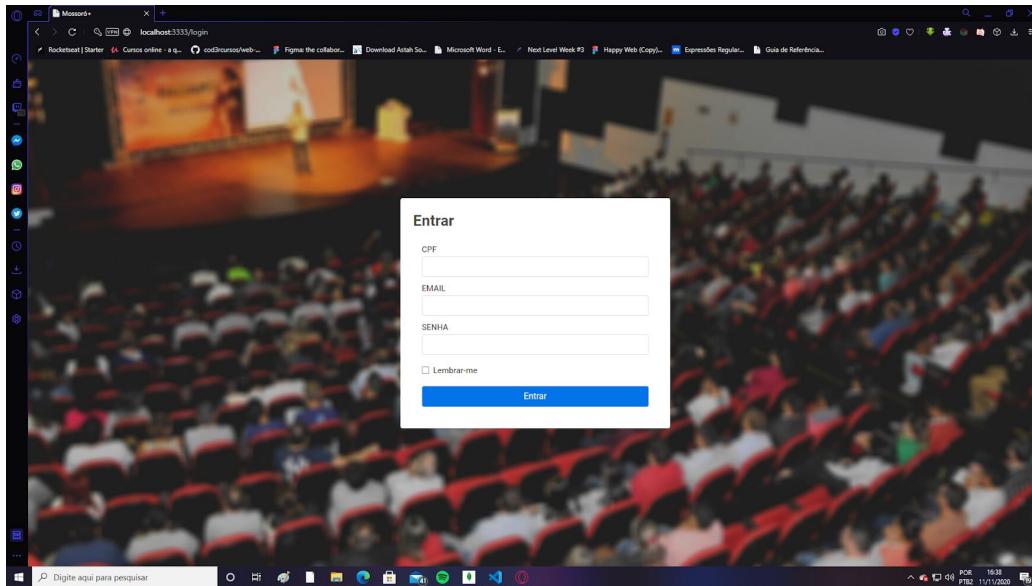 Mossoró+
VPN localhost:3333/login
Rocketseat | Starter Cursos online - a q... cod3rcursos/web-... Figma: the collabor... Download Astah So... Microsoft Word - E... Next Level Week #3 Happy Web (Copy)... Expressões Regular... Guia de Referência...
Entrar
CPF
EMAIL
SENHA
Lembrar-me
Entrar
Digite aqui para pesquisar
POR 16:38
PTB2 11/11/2020